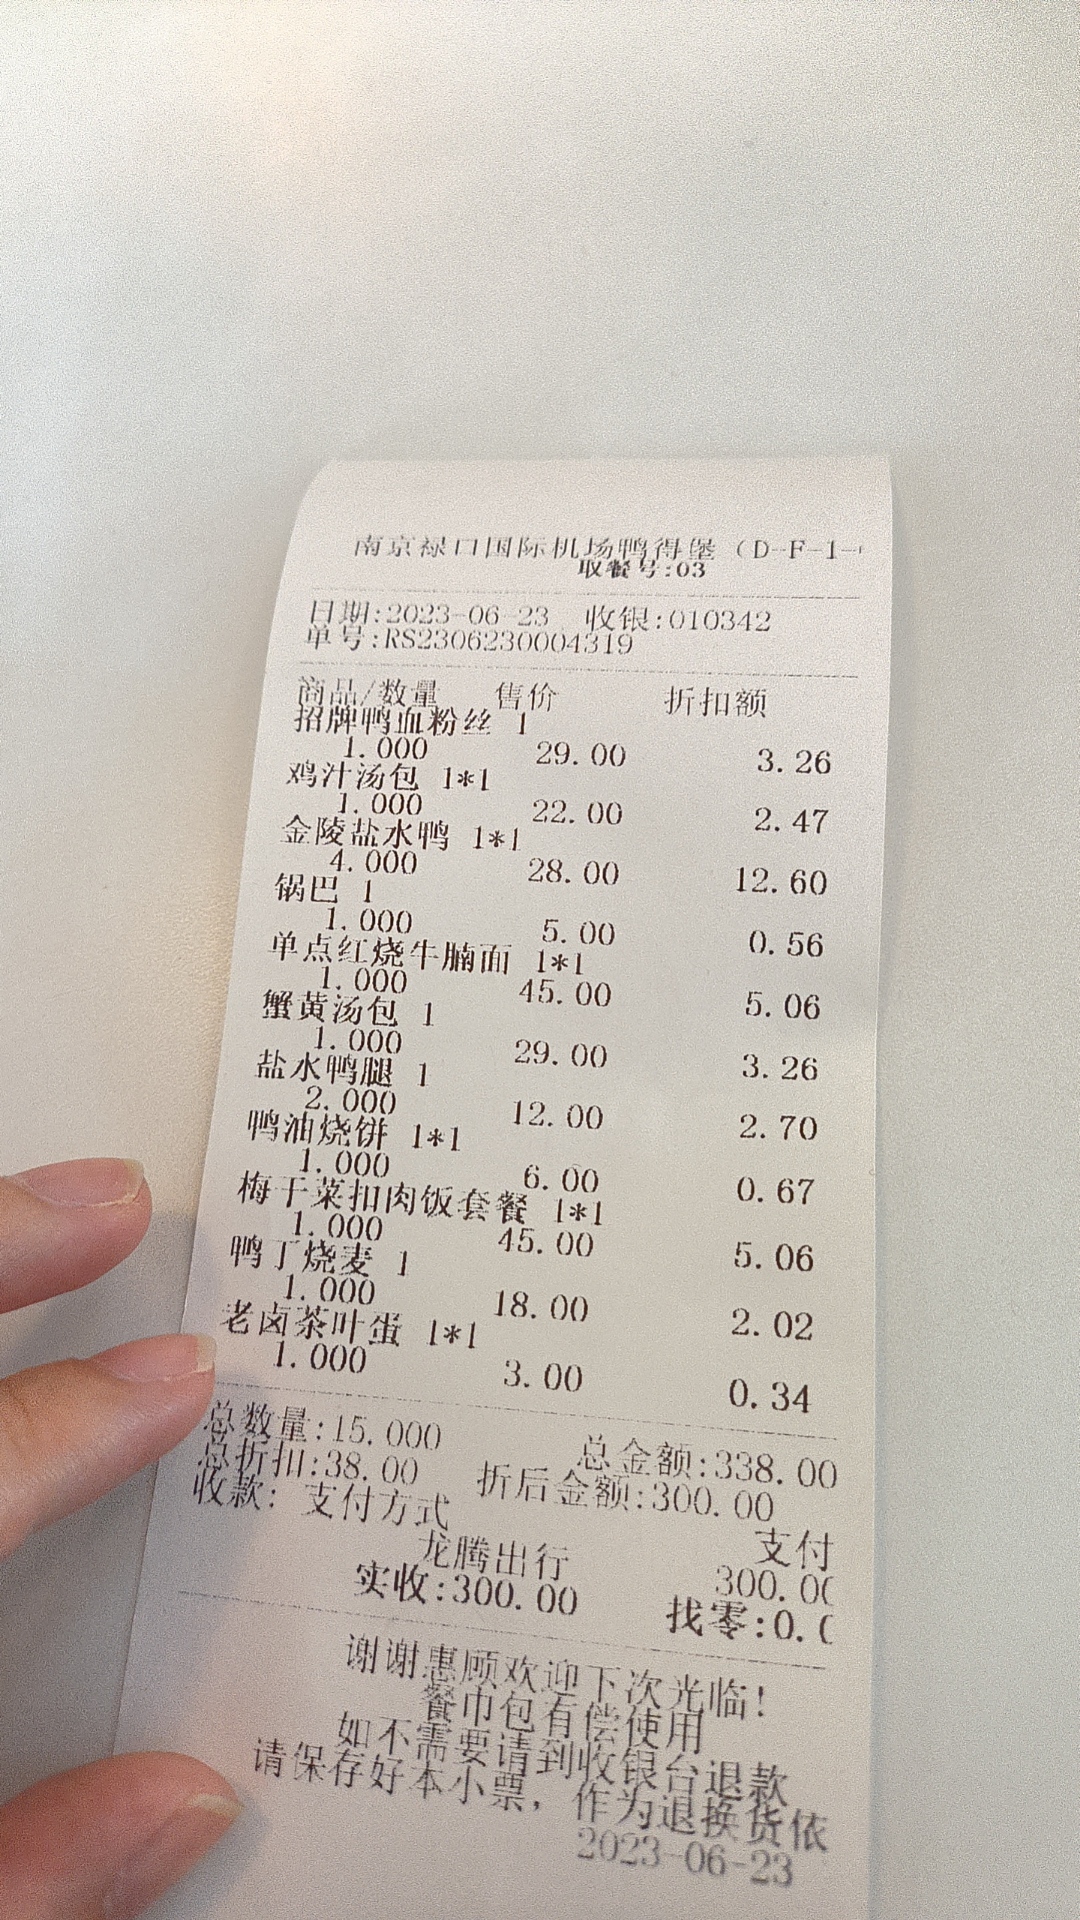 南京禄口国际机场鸭得堡（D-F-1-
取餐号:03
日期:2023-06-23 收银:010342
单号:RS2306230004319
商品/数量 售价 折扣额
招牌鸭血粉丝 1
1.000 29.00 3.26
鸡汁汤包 1*1
1.000 22.00 2.47
金陵盐水鸭 1*1
4.000 28.00 12.60
锅巴 1
1.000 5.00 0.56
单点红烧牛腩面 1*1
1.000 45.00 5.06
蟹黄汤包 1
1.000 29.00 3.26
盐水鸭腿 1
2.000 12.00 2.70
鸭油烧饼 1*1
1.000 6.00 0.67
梅干菜扣肉饭套餐 1*1
1.000 45.00 5.06
鸭丁烧麦 1
1.000 18.00 2.02
老卤茶叶蛋 1*1
1.000 3.00 0.34
总数量:15.000 总金额:338.00
总折扣:38.00 折后金额:300.00
收款: 支付方式 支付
龙腾出行 300.00
实收:300.00 找零:0.0
谢谢惠顾欢迎下次光临!
餐巾包有偿使用
如不需要请到收银台退款
请保存好本小票，作为退换货依
2023-06-23